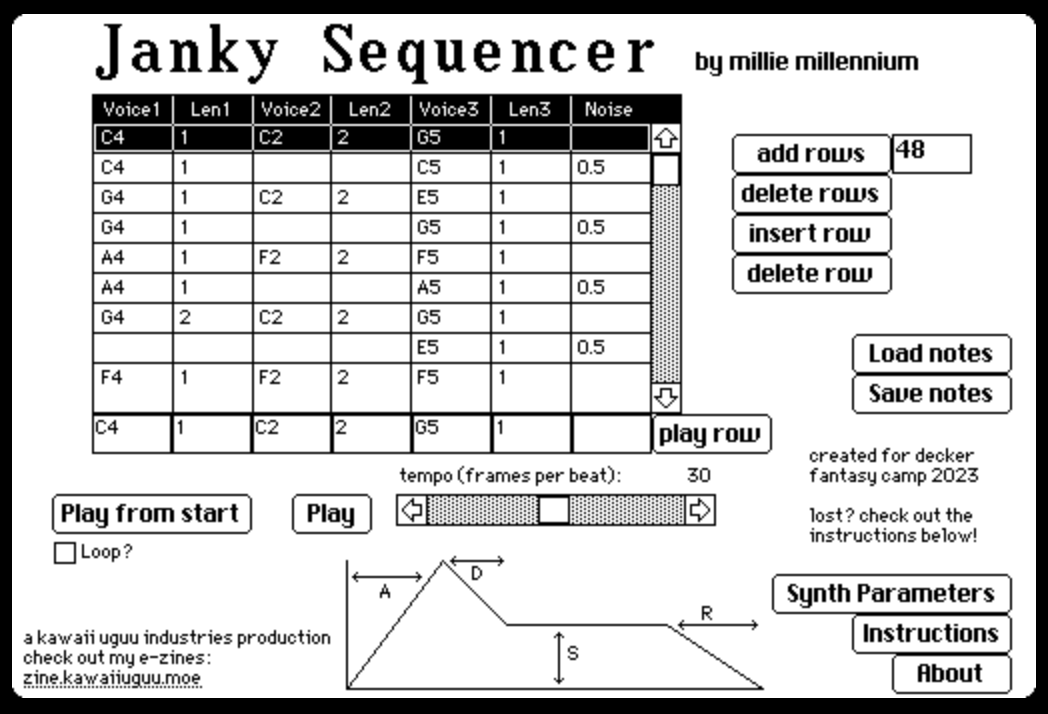 Janky Sequencer by millie millennium
Voice1 Len1 Voice2 Len2 Voice3 Len3 Noise
C4 1 C2 2 G5 1
C4 1 C5 1 0.5
G4 1 C2 2 E5 1
G4 1 G5 1 0.5
A4 1 F2 2 F5 1
A4 1 A5 1 0.5
G4 2 C2 2 G5 1
E5 1 0.5
F4 1 F2 2 F5 1
C4 1 C2 2 G5 1
play row
add rows 48
delete rows
insert row
delete row
Load notes
Save notes
tempo (frames per beat): 30
created for decker
fantasy camp 2023
lost? check out the
instructions below!
Play from start
Play
Loop?
A
D
S
R
Synth Parameters
Instructions
About
a kawaii uguu industries production
check out my e-zines:
zine.kawaiiuguu.moe